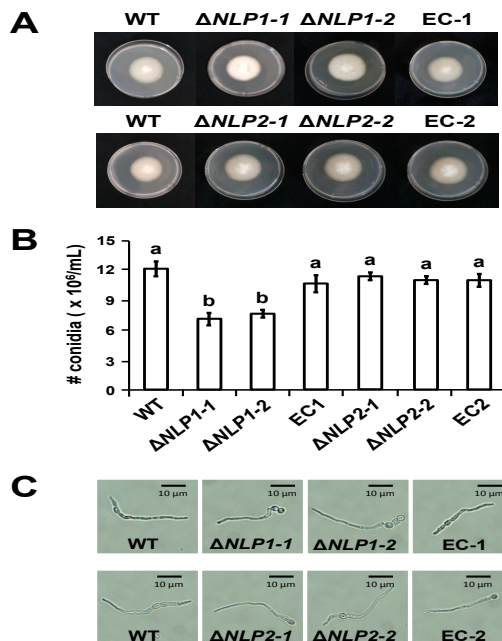 A
WT ΔNLP1-1 ΔNLP1-2 EC-1
WT ΔNLP2-1 ΔNLP2-2 EC-2
B
# conidia ( x 10⁶/mL)
15
12
9
6
3
0
a b b a a a a
WT ΔNLP1-1 ΔNLP1-2 EC1 ΔNLP2-1 ΔNLP2-2 EC2
C
10 μm 10 μm 10 μm 10 μm
WT ΔNLP1-1 ΔNLP1-2 EC-1
10 μm 10 μm 10 μm 10 μm
WT ΔNLP2-1 ΔNLP2-2 EC-2